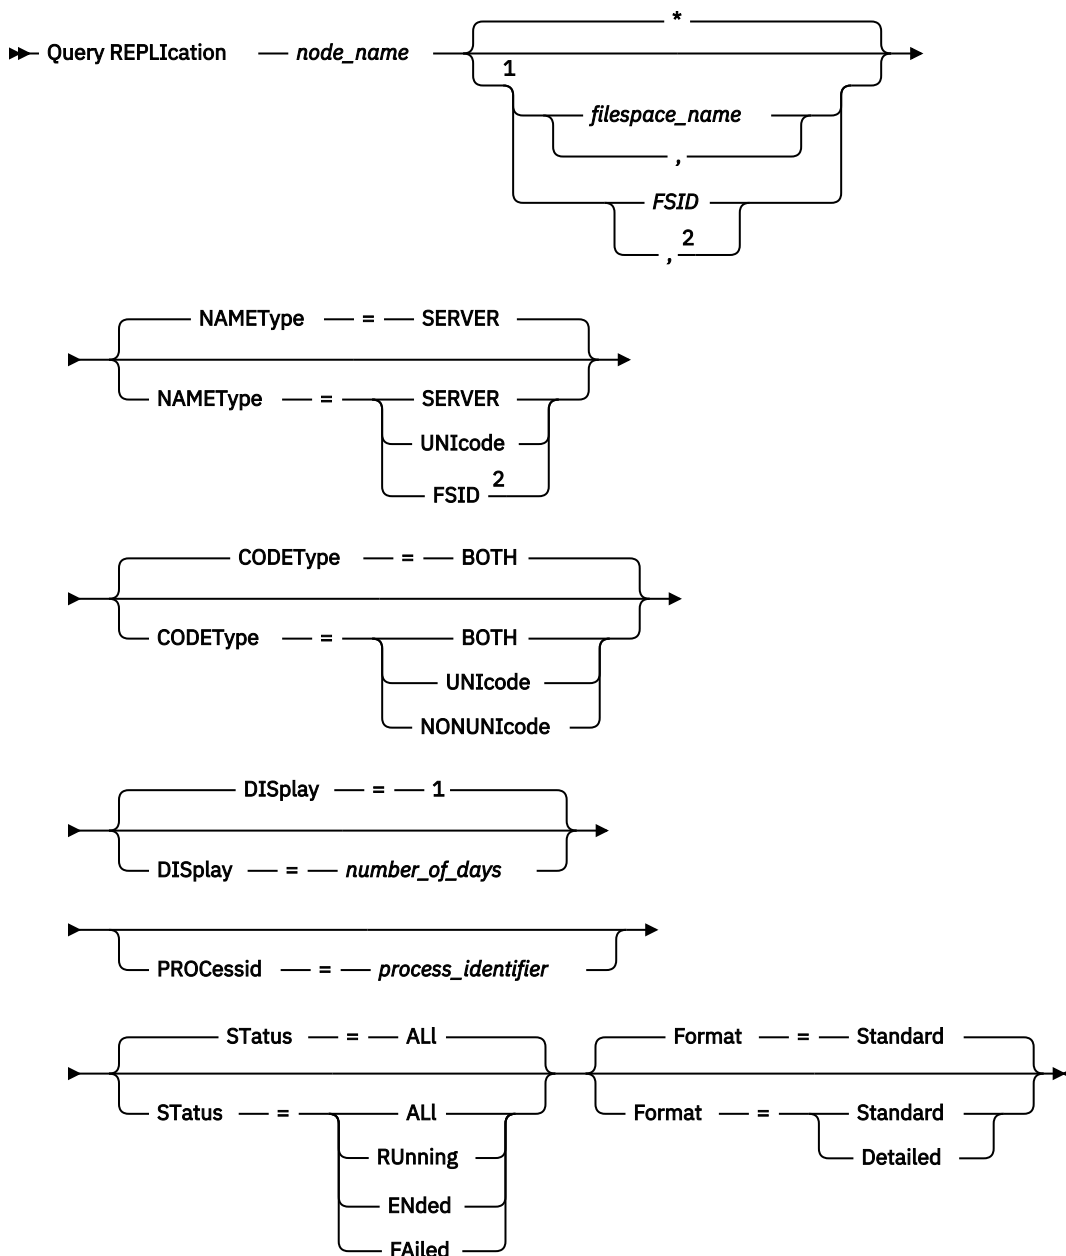 *
Query REPLIcation node_name
1
filespace_name
,
FSID
2
,
NAMEType = SERVER
NAMEType = SERVER
UNIcode
FSID 2
CODEType = BOTH
CODEType = BOTH
UNIcode
NONUNIcode
DISplay = 1
DISplay = number_of_days
PROCessid = process_identifier
STatus = ALl Format = Standard
STatus = ALl Format = Standard
RUnning Detailed
ENded
FAiled